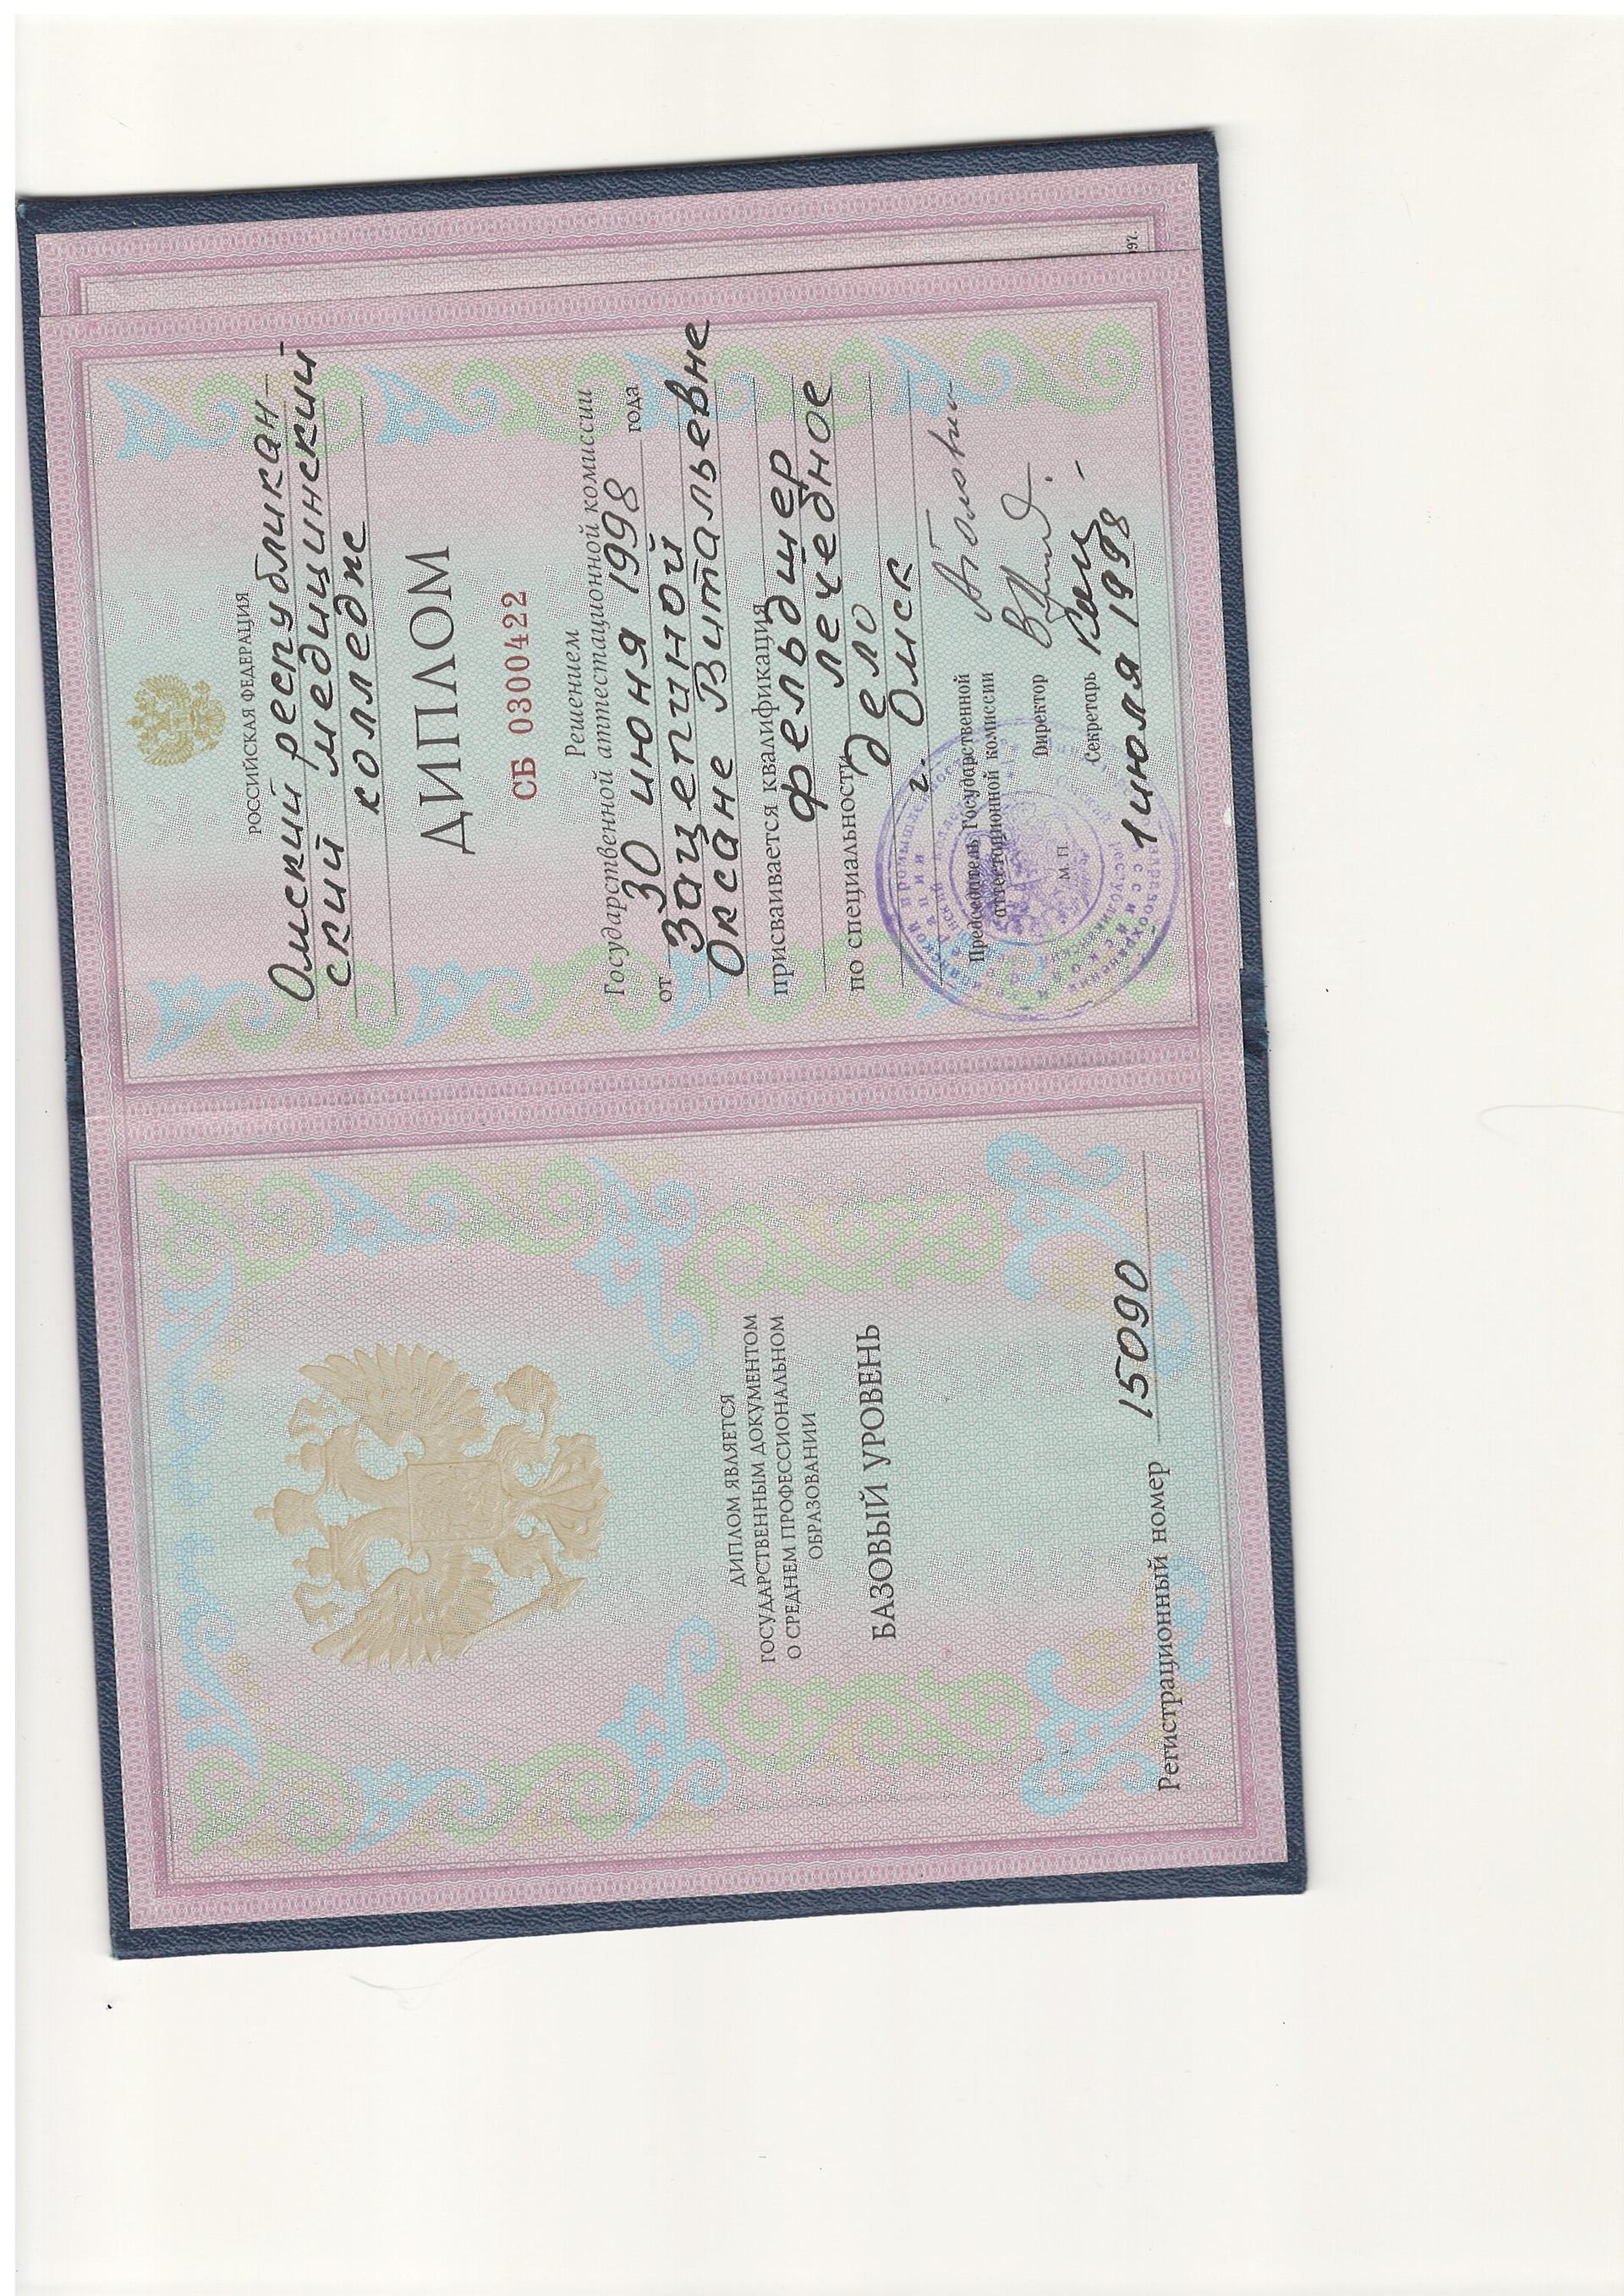 ДИПЛОМ ЯВЛЯЕТСЯ
ГОСУДАРСТВЕННЫМ ДОКУМЕНТОМ
О СРЕДНЕМ ПРОФЕССИОНАЛЬНОМ
ОБРАЗОВАНИИ
БАЗОВЫЙ УРОВЕНЬ
Регистрационный номер 15090
РОССИЙСКАЯ ФЕДЕРАЦИЯ
Омский республикан-
ский медицинский
колледж
ДИПЛОМ
СБ 0300422
Решением
Государственной аттестационной комиссии
от 30 июня 1998 года
Зацепиной
Оксане Витальевне
присваивается квалификация
фельдшер
по специальности лечебное
дело
г. Омск
Председатель Государственной
аттестационной комиссии
Директор
Секретарь
М.П.
1 июля 1998
97.